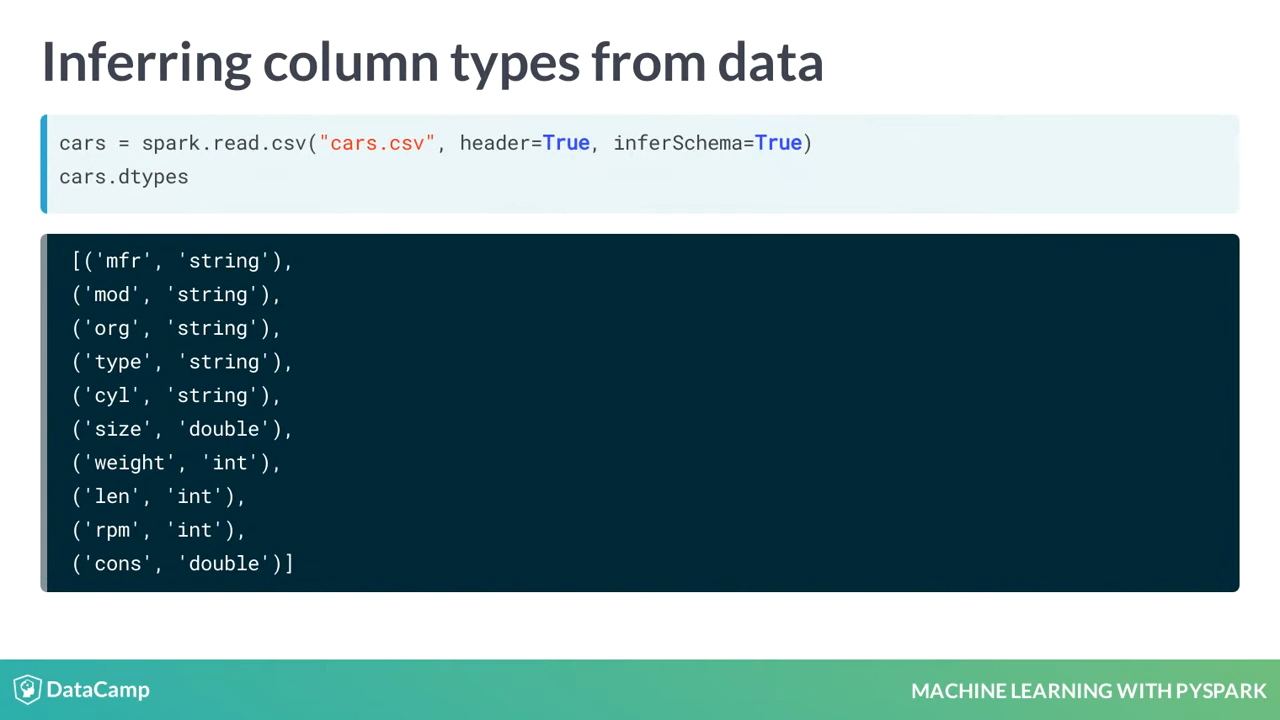 Inferring column types from data
cars = spark.read.csv("cars.csv", header=True, inferSchema=True)
cars.dtypes
[('mfr', 'string'),
('mod', 'string'),
('org', 'string'),
('type', 'string'),
('cyl', 'string'),
('size', 'double'),
('weight', 'int'),
('len', 'int'),
('rpm', 'int'),
('cons', 'double')]
DataCamp
MACHINE LEARNING WITH PYSPARK